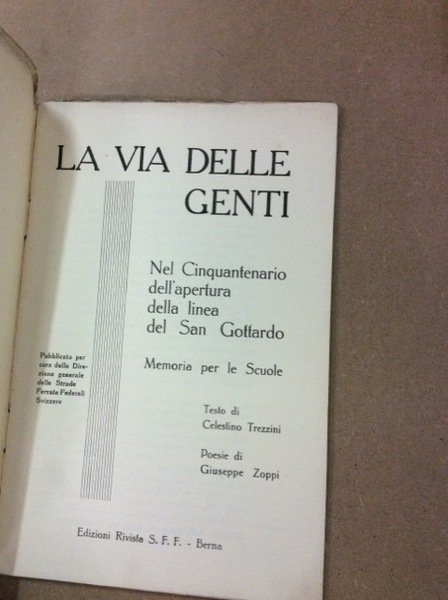 LA VIA DELLE
GENTI
Nel Cinquantenario
dell'apertura
della linea
del San Gottardo
Memoria per le Scuole
Pubblicato per
cura della Dire-
zione generale
delle Strade
Ferrate Federali
Svizzere
Testo di
Celestino Trezzini
Poesie di
Giuseppe Zoppi
Edizioni Rivista S. F. F. - Berna